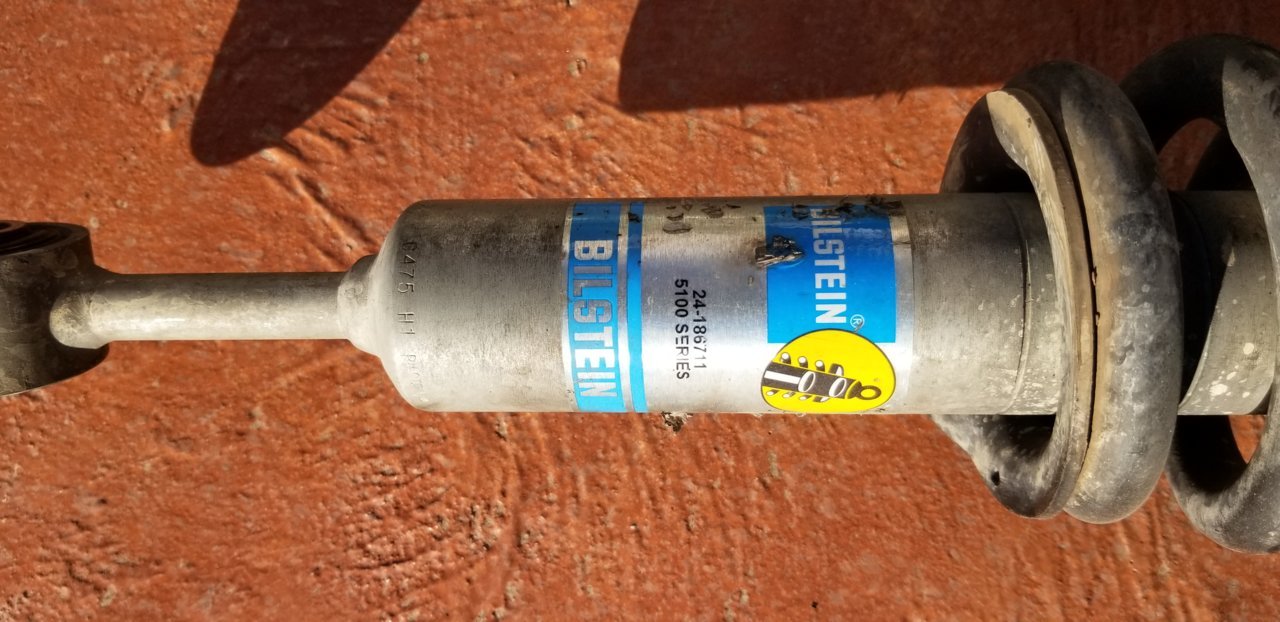 BILSTEIN
24-186711
5100 SERIES
BILSTEIN®